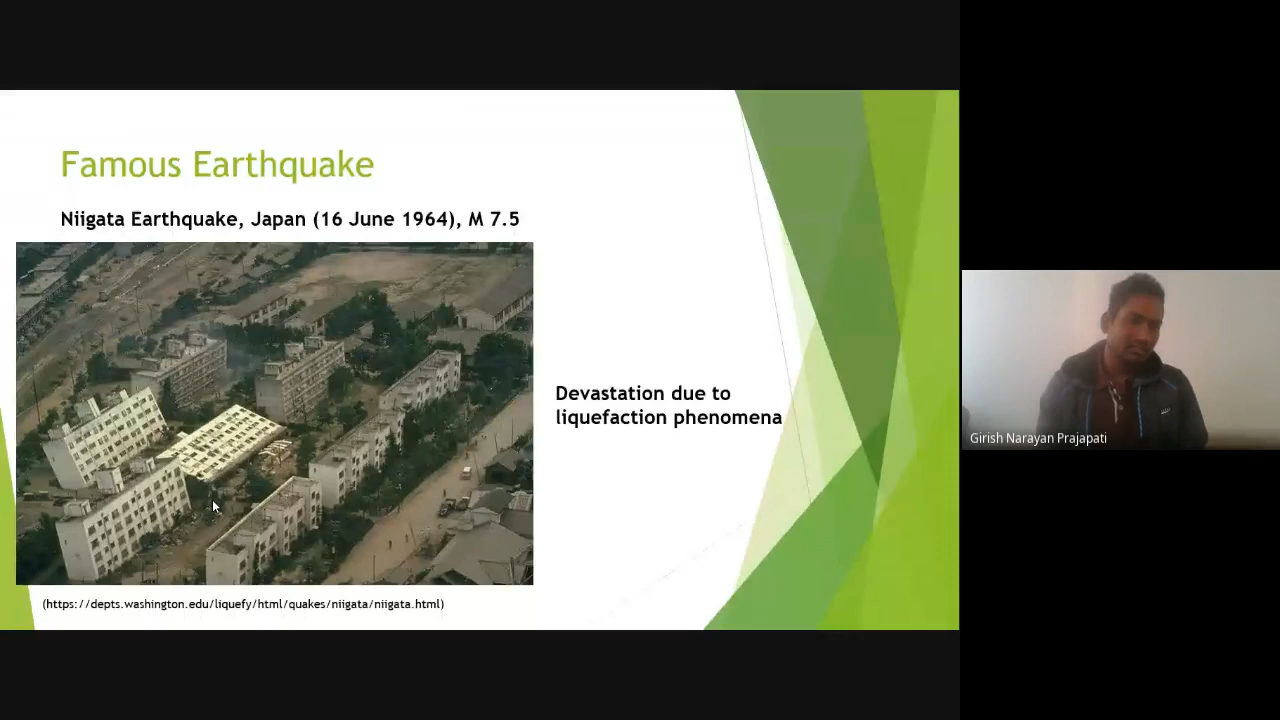 Famous Earthquake
Niigata Earthquake, Japan (16 June 1964), M 7.5
Devastation due to
liquefaction phenomena
(https://depts.washington.edu/liquefy/html/quakes/niigata/niigata.html)
Girish Narayan Prajapati